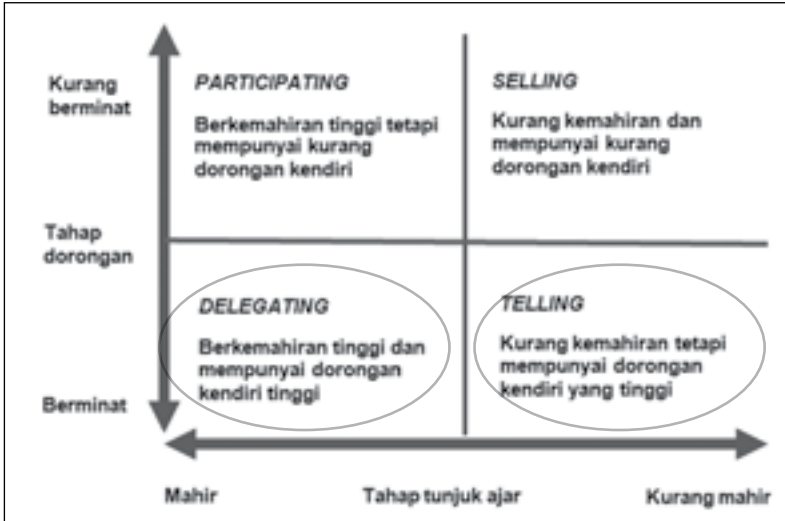 Kurang
berminat
PARTICIPATING
Berkemahiran tinggi tetapi
mempunyai kurang
dorongan kendiri
SELLING
Kurang kemahiran dan
mempunyai kurang
dorongan kendiri
Tahap
dorongan
DELEGATING
Berkemahiran tinggi dan
mempunyai dorongan
kendiri tinggi
TELLING
Kurang kemahiran tetapi
mempunyai dorongan
kendiri yang tinggi
Berminat
Mahir
Tahap tunjuk ajar
Kurang mahir